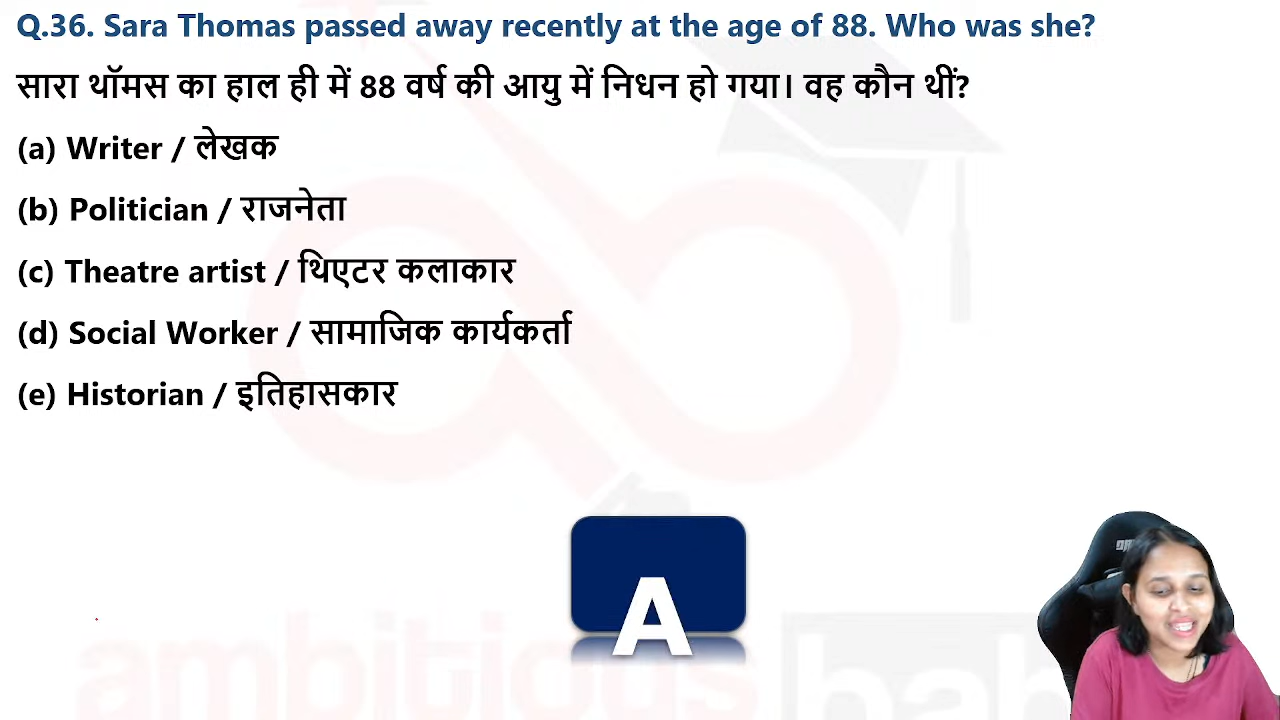 Q.36. Sara Thomas passed away recently at the age of 88. Who was she?
सारा थॉमस का हाल ही में 88 वर्ष की आयु में निधन हो गया। वह कौन थीं?
(a) Writer / लेखक
(b) Politician / राजनेता
(c) Theatre artist / थिएटर कलाकार
(d) Social Worker / सामाजिक कार्यकर्ता
(e) Historian / इतिहासकार
A
ambitious